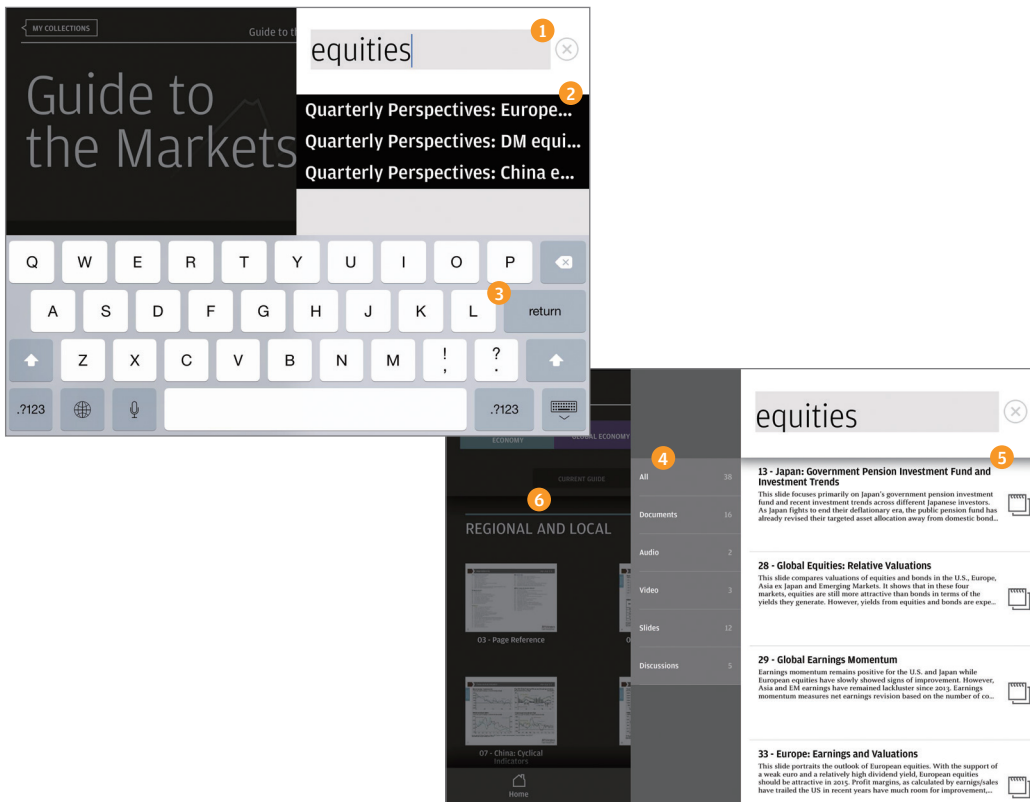 MY COLLECTIONS
Guide to t
Guide to
the Markets
equities
1
2
Quarterly Perspectives: Europe...
Quarterly Perspectives: DM equi...
Quarterly Perspectives: China e...
Q W E R T Y U I O P
3
A S D F G H J K L return
Z X C V B N M ! , ? .
.?123 .?123
ECONOMY
GLOBAL ECONOMY
CURRENT GUIDE
6
REGIONAL AND LOCAL
03 - Page Reference
0
07 - China: Cyclical
Indicators
Home
4
All 38
Documents 16
Audio 2
Video 3
Slides 12
Discussions 5
equities
5
13 - Japan: Government Pension Investment Fund and
Investment Trends
This slide focuses primarily on Japan's government pension investment
fund and recent investment trends across different Japanese investors.
As Japan fights to end their deflationary era, the public pension fund has
already revised their targeted asset allocation away from domestic bond...
28 - Global Equities: Relative Valuations
This slide compares valuations of equities and bonds in the U.S., Europe,
Asia ex Japan and Emerging Markets. It shows that in these four
markets, equities are still more attractive than bonds in terms of the
yields they generate. However, yields from equities and bonds are expe...
29 - Global Earnings Momentum
Earnings momentum remains positive for the U.S. and Japan while
European equities have slowly showed signs of improvement. However,
Asia and EM earnings have remained lackluster since 2013. Earnings
momentum measures net earnings revision based on the number of co...
33 - Europe: Earnings and Valuations
This slide portraits the outlook of European equities. With the support of
a weak euro and a relatively high dividend yield, European equities
should be attractive in 2015. Profit margins, as calculated by earnigs/sales
have trailed the US in recent years have much room for improvement,...